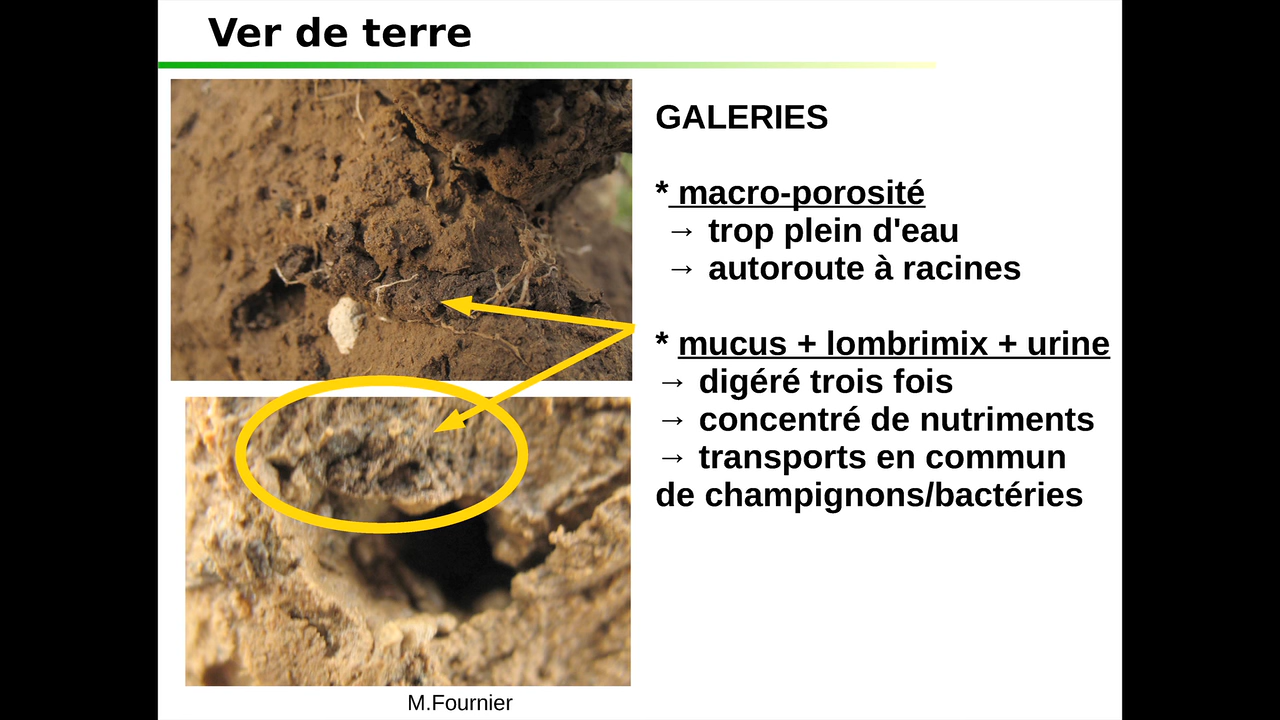 Ver de terre
GALERIES
* macro-porosité
→ trop plein d'eau
→ autoroute à racines
* mucus + lombrimix + urine
→ digéré trois fois
→ concentré de nutriments
→ transports en commun
de champignons/bactéries
M.Fournier